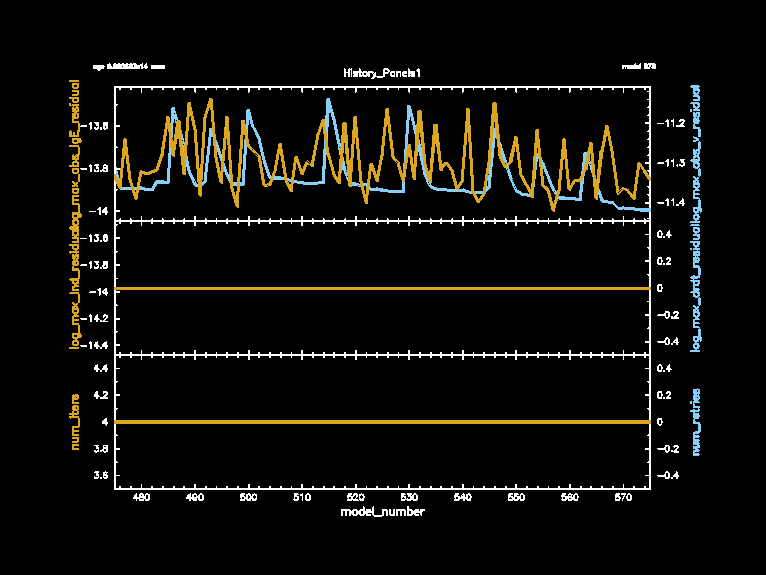 History_Panels1
log_max_abs_lgE_residual
log_max_abs_v_residual
-13.8
-13.8
-14
-11.2
-11.3
-11.4
log_max_lnd_residual
log_max_drdt_residual
-13.6
-13.8
-14
-14.2
-14.4
0.4
0.2
0
-0.2
-0.4
num_iters
num_retries
4.4
4.2
4
3.8
3.6
0.4
0.2
0
-0.2
-0.4
480 490 500 510 520 530 540 550 560 570
model_number